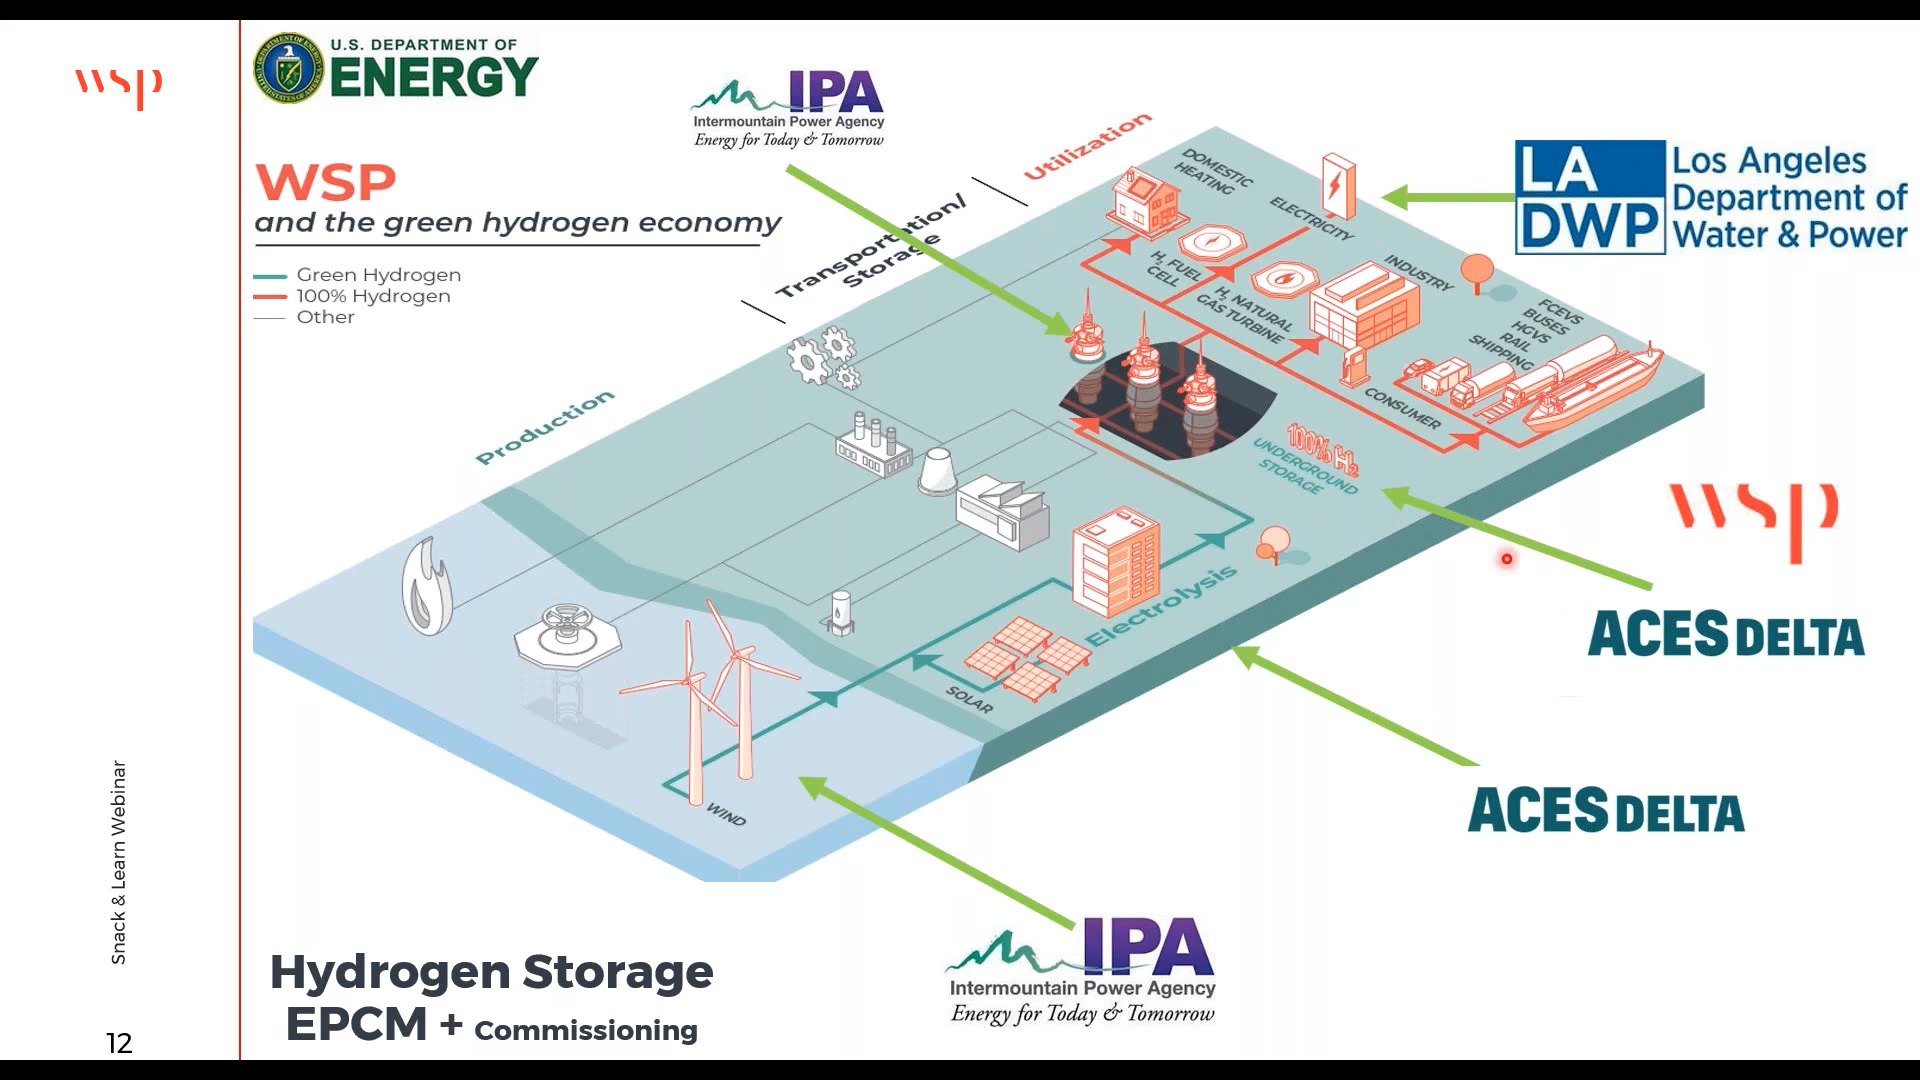 wsp
U.S. DEPARTMENT OF
ENERGY
IPA
Intermountain Power Agency
Energy for Today & Tomorrow
WSP
and the green hydrogen economy
Green Hydrogen
100% Hydrogen
Other
Production
Transportation/
Storage
Utilization
DOMESTIC
HEATING
ELECTRICITY
H2 FUEL
CELL
H2 NATURAL
GAS TURBINE
INDUSTRY
FCEVS
BUSES
HGVS
RAIL
SHIPPING
CONSUMER
100% H2
UNDERGROUND
STORAGE
Electrolysis
SOLAR
WIND
LA
DWP
Los Angeles
Department of
Water & Power
wsp
ACES DELTA
ACES DELTA
IPA
Intermountain Power Agency
Energy for Today & Tomorrow
Hydrogen Storage
EPCM + Commissioning
Snack & Learn Webinar
12